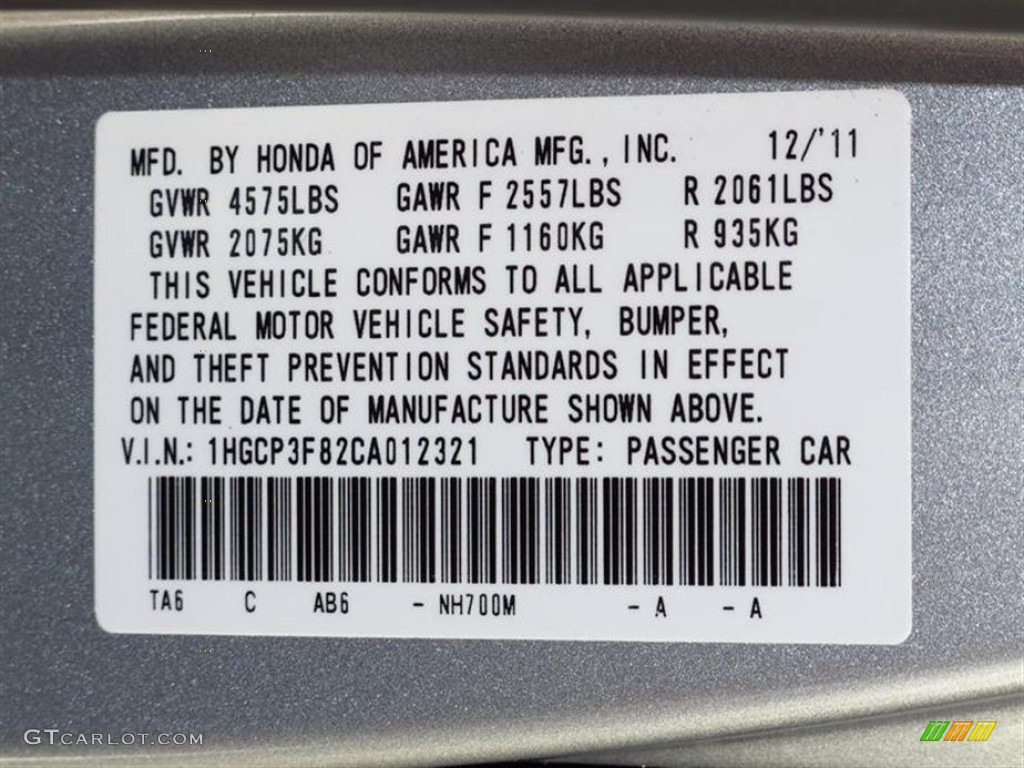 MFD. BY HONDA OF AMERICA MFG., INC. 12/'11
GVWR 4575LBS GAWR F 2557LBS R 2061LBS
GVWR 2075KG GAWR F 1160KG R 935KG
THIS VEHICLE CONFORMS TO ALL APPLICABLE
FEDERAL MOTOR VEHICLE SAFETY, BUMPER,
AND THEFT PREVENTION STANDARDS IN EFFECT
ON THE DATE OF MANUFACTURE SHOWN ABOVE.
V.I.N.: 1HGCP3F82CA012321 TYPE: PASSENGER CAR
TA6 C AB6 - NH700M - A - A
GTCARLOT.COM